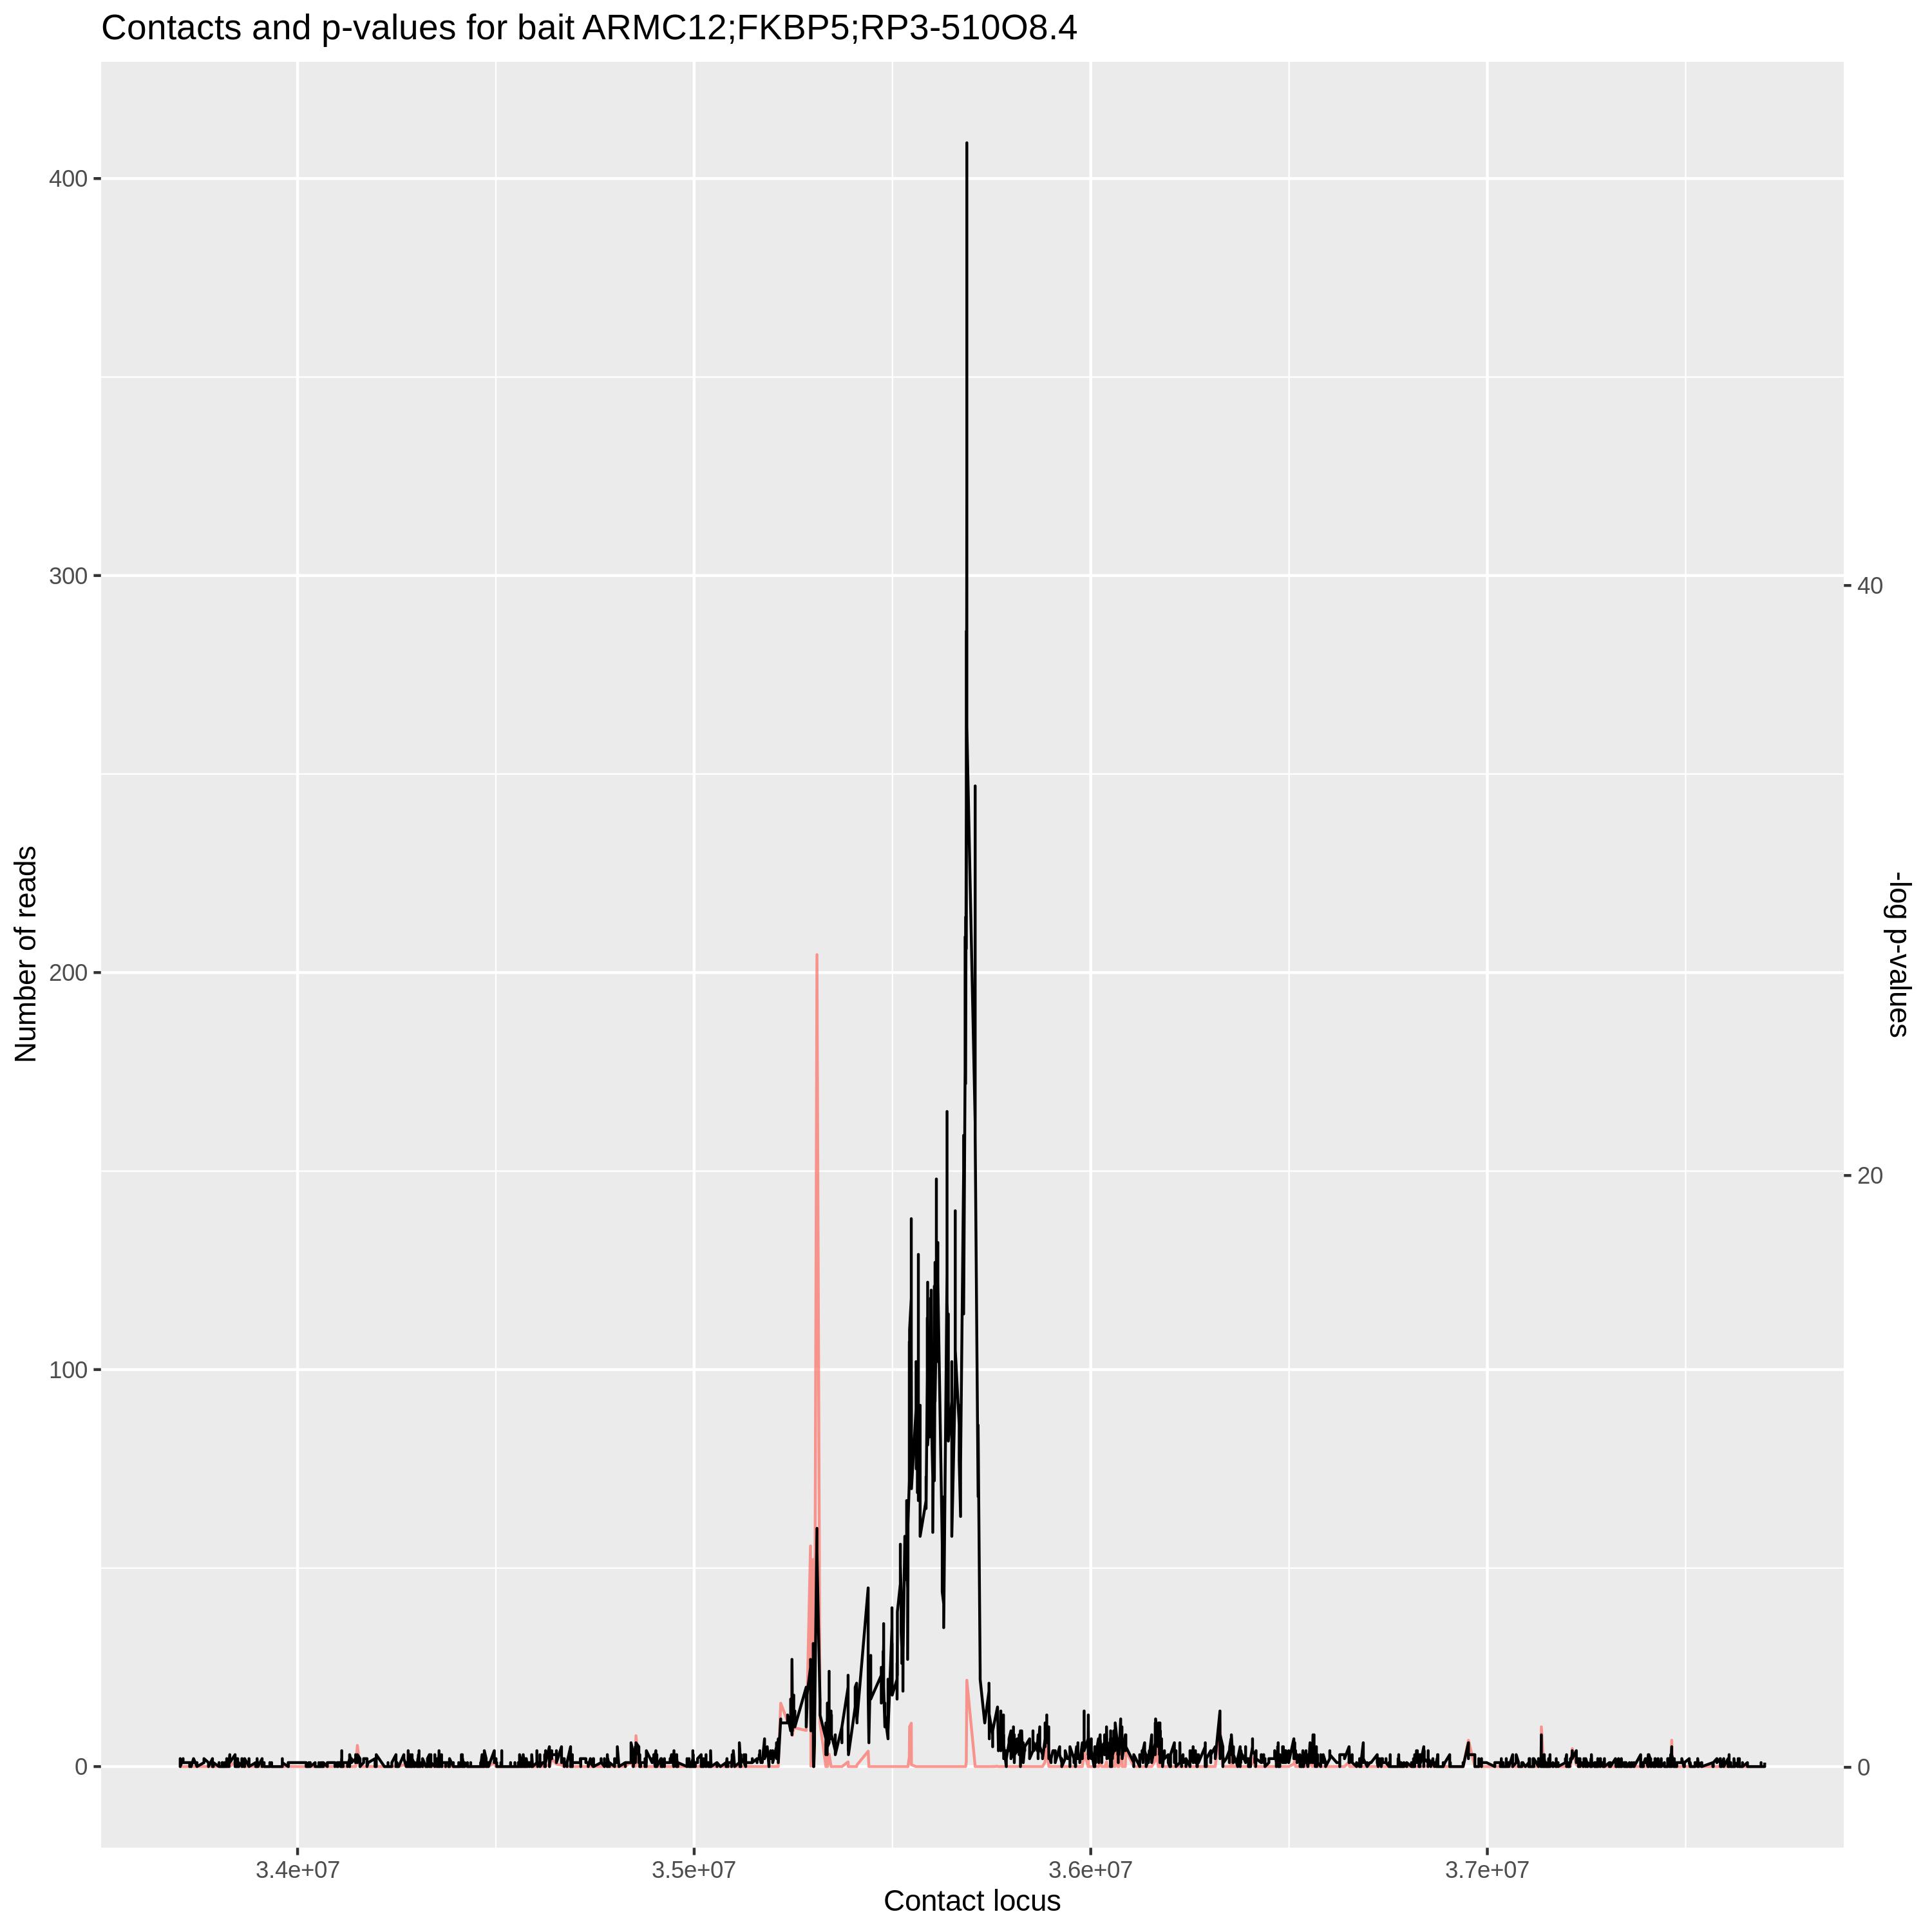 Contacts and p-values for bait ARMC12;FKBP5;RP3-510O8.4
400
300
200
100
0
Number of reads
40
20
0
-log p-values
3.4e+07
3.5e+07
3.6e+07
3.7e+07
Contact locus